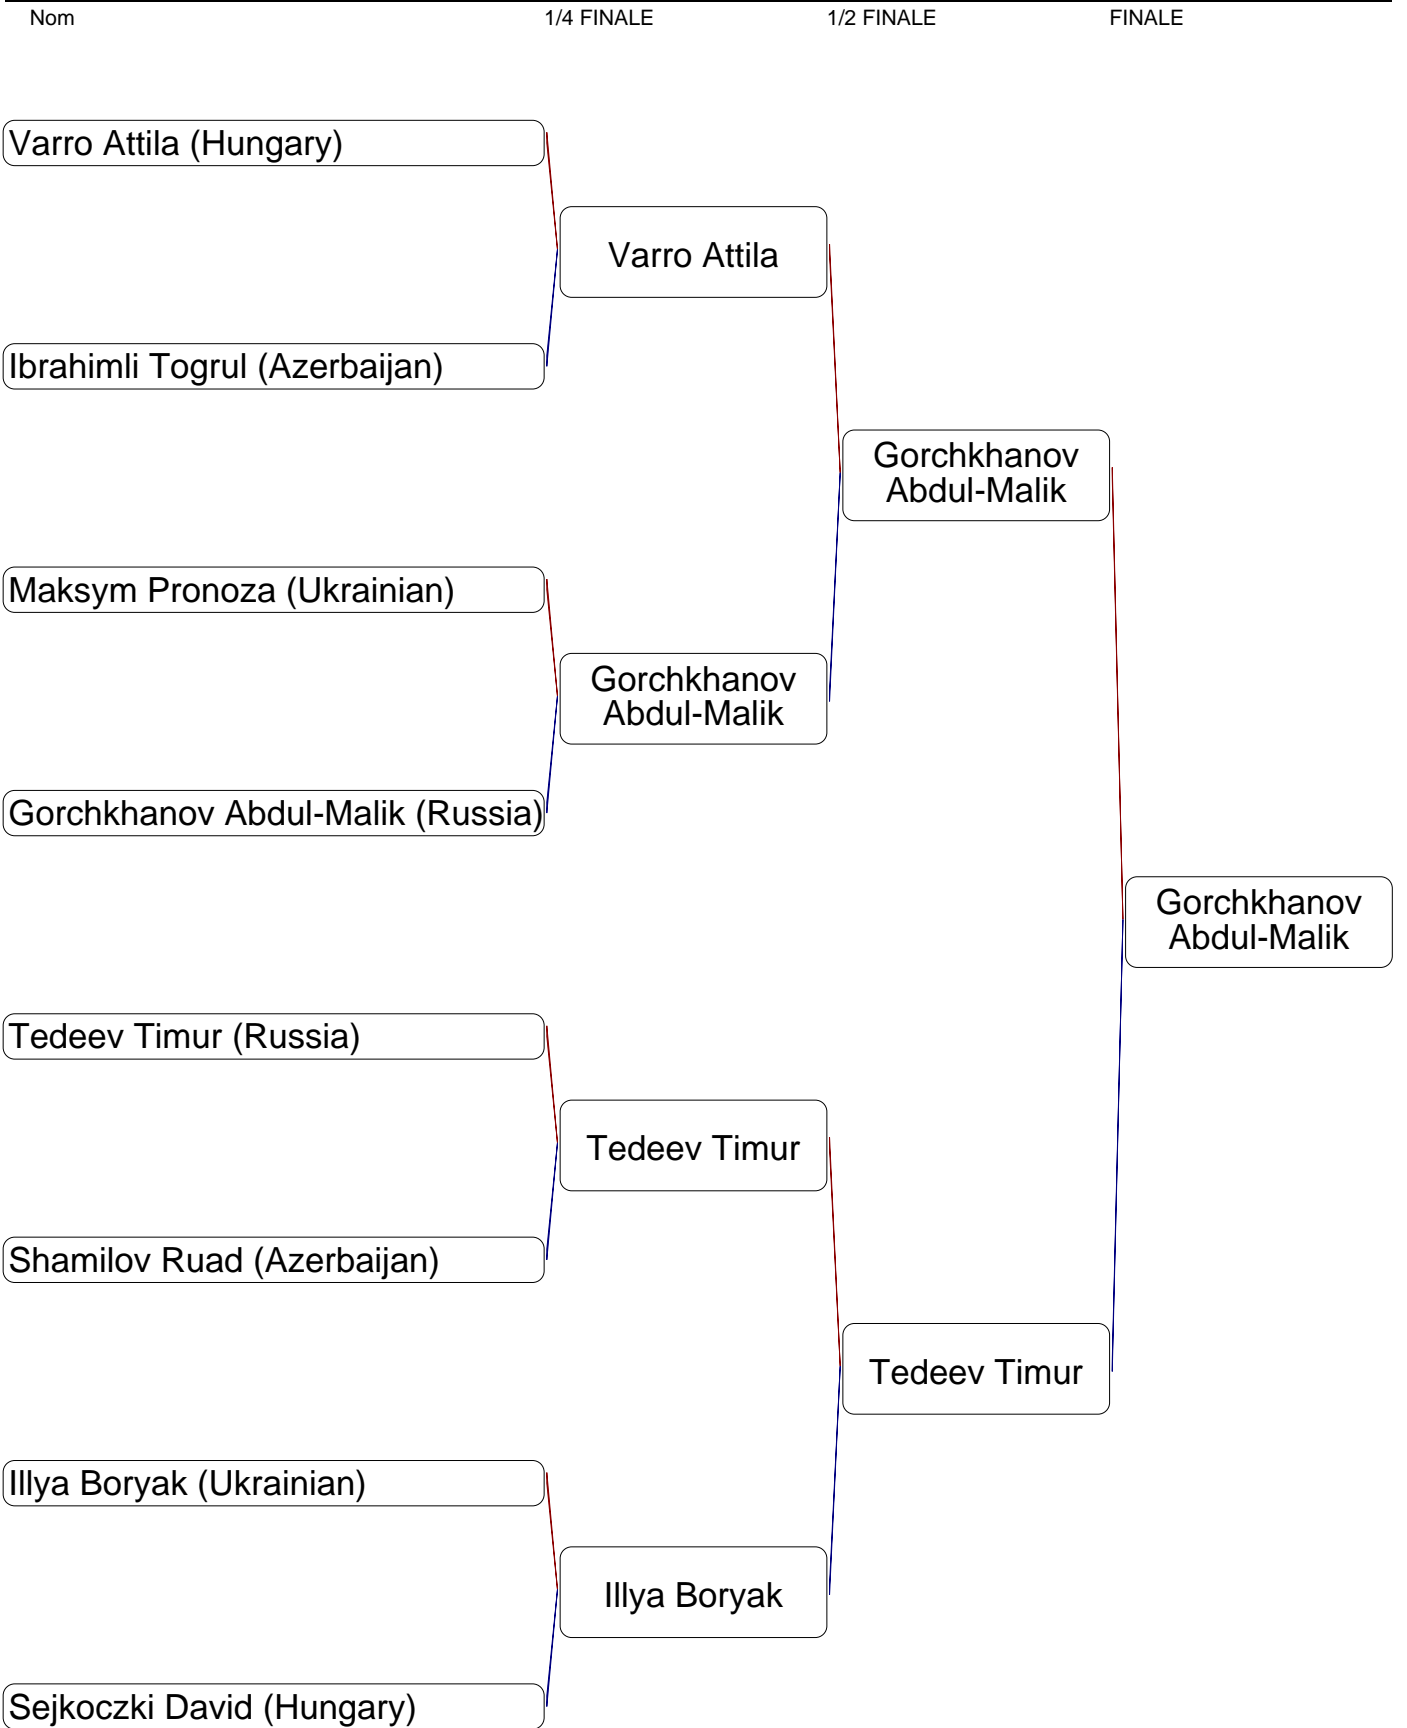 Nom 1/4 FINALE 1/2 FINALE FINALE
Varro Attila (Hungary)
Varro Attila
Ibrahimli Togrul (Azerbaijan)
Gorchkhanov
Abdul-Malik
Maksym Pronoza (Ukrainian)
Gorchkhanov
Abdul-Malik
Gorchkhanov Abdul-Malik (Russia)
Gorchkhanov
Abdul-Malik
Tedeev Timur (Russia)
Tedeev Timur
Shamilov Ruad (Azerbaijan)
Tedeev Timur
Illya Boryak (Ukrainian)
Illya Boryak
Sejkoczki David (Hungary)